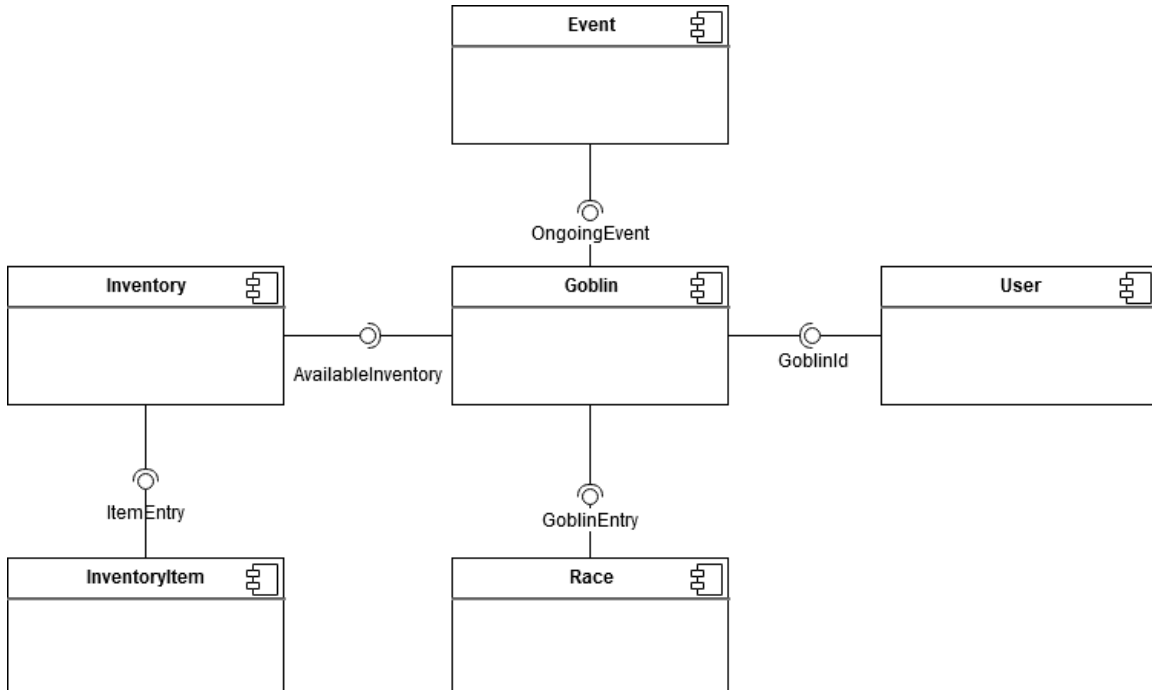 Event
OngoingEvent
Inventory
Goblin
User
AvailableInventory
GoblinId
ItemEntry
GoblinEntry
InventoryItem
Race